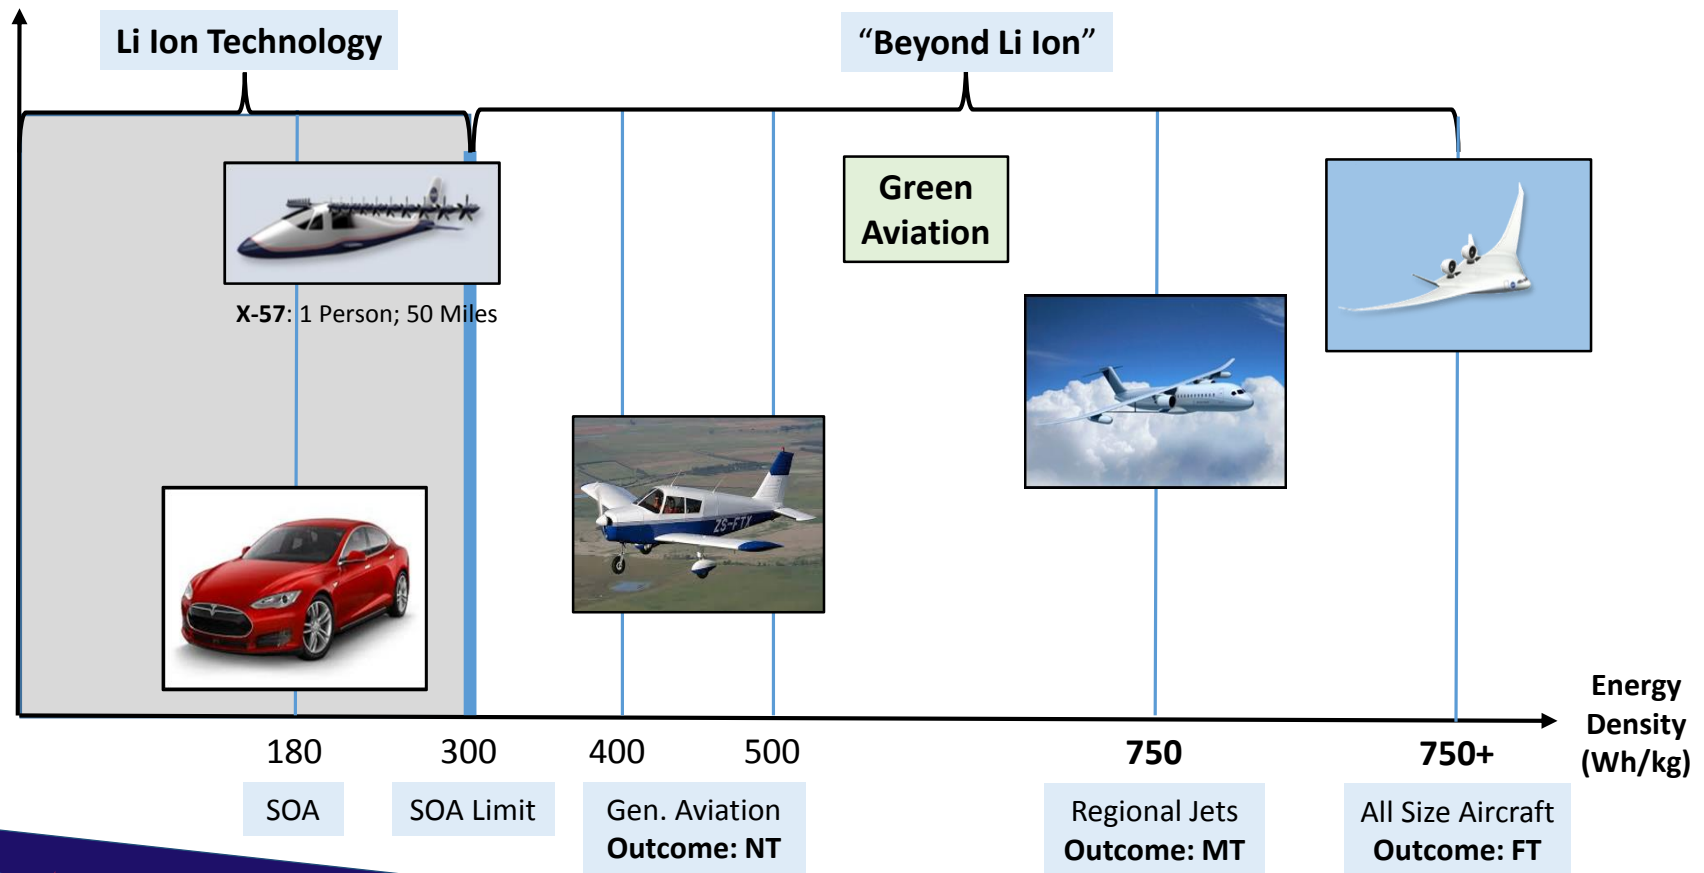 Li Ion Technology
“Beyond Li Ion”
Green
Aviation
X-57: 1 Person; 50 Miles
ZS-FTX
Energy
Density
(Wh/kg)
180
300
400
500
750
750+
SOA
SOA Limit
Gen. Aviation
Outcome: NT
Regional Jets
Outcome: MT
All Size Aircraft
Outcome: FT